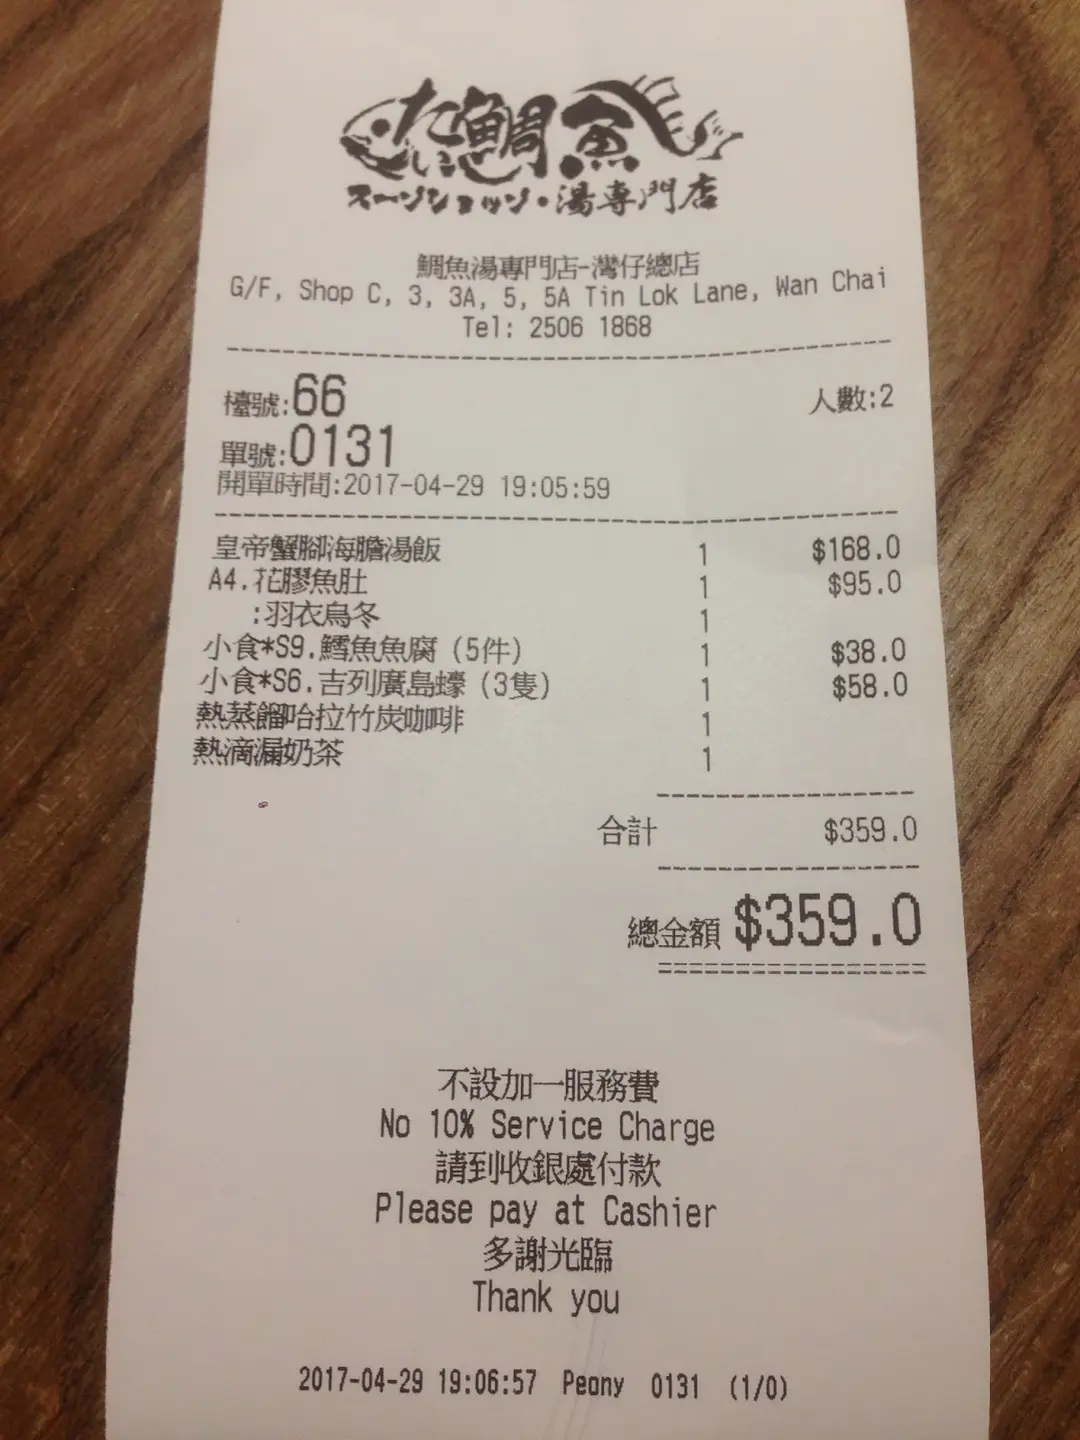 たい鯛魚
スープショップ・湯専門店
鯛魚湯專門店-灣仔總店
G/F, Shop C, 3, 3A, 5, 5A Tin Lok Lane, Wan Chai
Tel: 2506 1868
檯號:66 人數:2
單號:0131
開單時間:2017-04-29 19:05:59
皇帝蟹腳海膽湯飯 1 $168.0
A4.花膠魚肚 1 $95.0
:羽衣烏冬 1
小食*S9.鱈魚魚腐 (5件) 1 $38.0
小食*S6.吉列廣島蠔 (3隻) 1 $58.0
熱蒸餾哈拉竹炭咖啡 1
熱滴漏奶茶 1
合計 $359.0
總金額 $359.0
不設加一服務費
No 10% Service Charge
請到收銀處付款
Please pay at Cashier
多謝光臨
Thank you
2017-04-29 19:06:57 Peony 0131 (1/0)